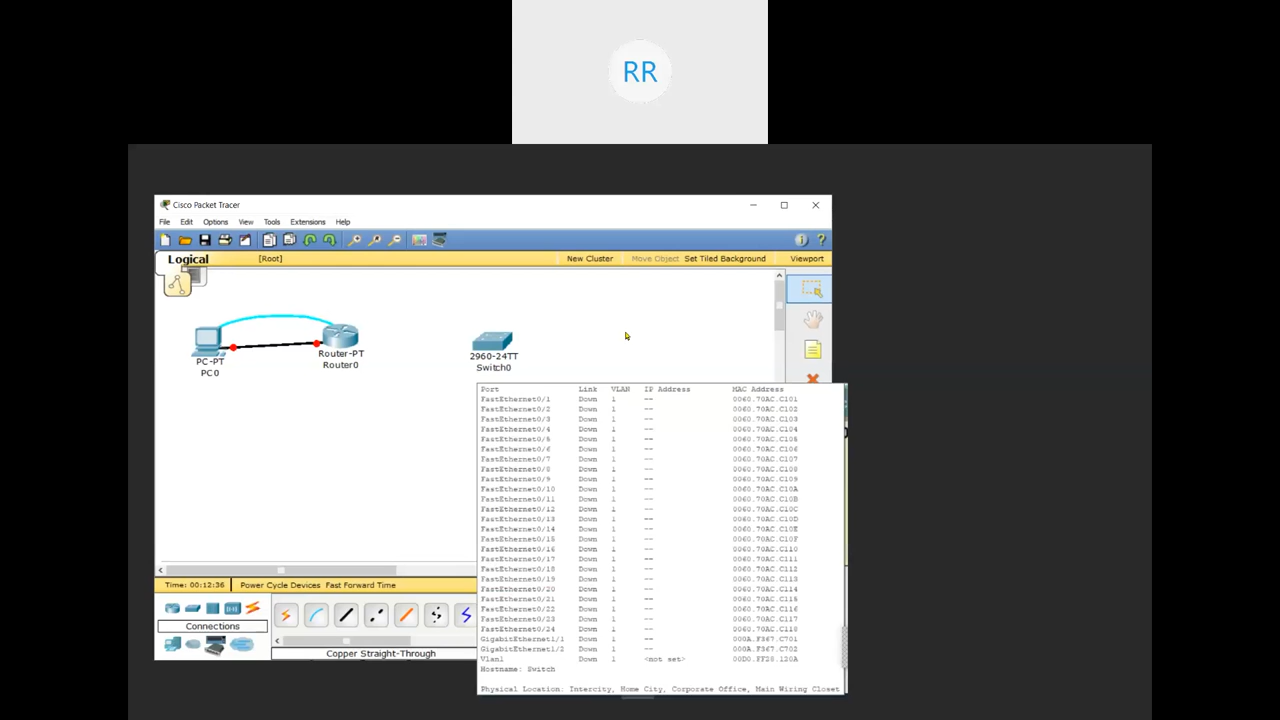 RR
Cisco Packet Tracer
File Edit Options View Tools Extensions Help
Logical [Root] New Cluster Move Object Set Tiled Background Viewport
PC-PT
PC0
Router-PT
Router0
2960-24TT
Switch0
Port Link VLAN IP Address MAC Address
FastEthernet0/1 Down 1 -- 0060.70AC.C101
FastEthernet0/2 Down 1 -- 0060.70AC.C102
FastEthernet0/3 Down 1 -- 0060.70AC.C103
FastEthernet0/4 Down 1 -- 0060.70AC.C104
FastEthernet0/5 Down 1 -- 0060.70AC.C105
FastEthernet0/6 Down 1 -- 0060.70AC.C106
FastEthernet0/7 Down 1 -- 0060.70AC.C107
FastEthernet0/8 Down 1 -- 0060.70AC.C108
FastEthernet0/9 Down 1 -- 0060.70AC.C109
FastEthernet0/10 Down 1 -- 0060.70AC.C10A
FastEthernet0/11 Down 1 -- 0060.70AC.C10B
FastEthernet0/12 Down 1 -- 0060.70AC.C10C
FastEthernet0/13 Down 1 -- 0060.70AC.C10D
FastEthernet0/14 Down 1 -- 0060.70AC.C10E
FastEthernet0/15 Down 1 -- 0060.70AC.C10F
FastEthernet0/16 Down 1 -- 0060.70AC.C110
FastEthernet0/17 Down 1 -- 0060.70AC.C111
FastEthernet0/18 Down 1 -- 0060.70AC.C112
FastEthernet0/19 Down 1 -- 0060.70AC.C113
FastEthernet0/20 Down 1 -- 0060.70AC.C114
FastEthernet0/21 Down 1 -- 0060.70AC.C115
FastEthernet0/22 Down 1 -- 0060.70AC.C116
FastEthernet0/23 Down 1 -- 0060.70AC.C117
FastEthernet0/24 Down 1 -- 0060.70AC.C118
GigabitEthernet1/1 Down 1 -- 000A.F367.C701
GigabitEthernet1/2 Down 1 -- 000A.F367.C702
Vlan1 Down 1 <not set> 00D0.FF28.120A
Hostname: Switch
Physical Location: Intercity, Home City, Corporate Office, Main Wiring Closet
Time: 00:12:36 Power Cycle Devices Fast Forward Time
Connections
Copper Straight-Through